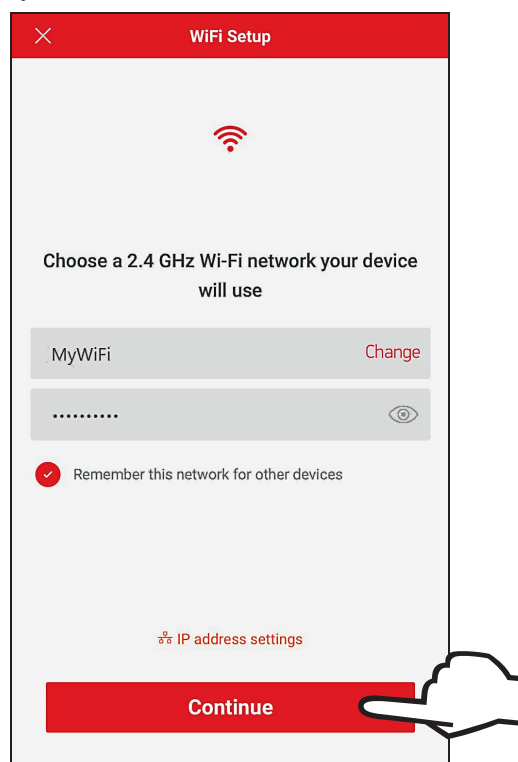 WiFi Setup
Choose a 2.4 GHz Wi-Fi network your device
will use
MyWiFi Change
••••••••••
Remember this network for other devices
IP address settings
Continue